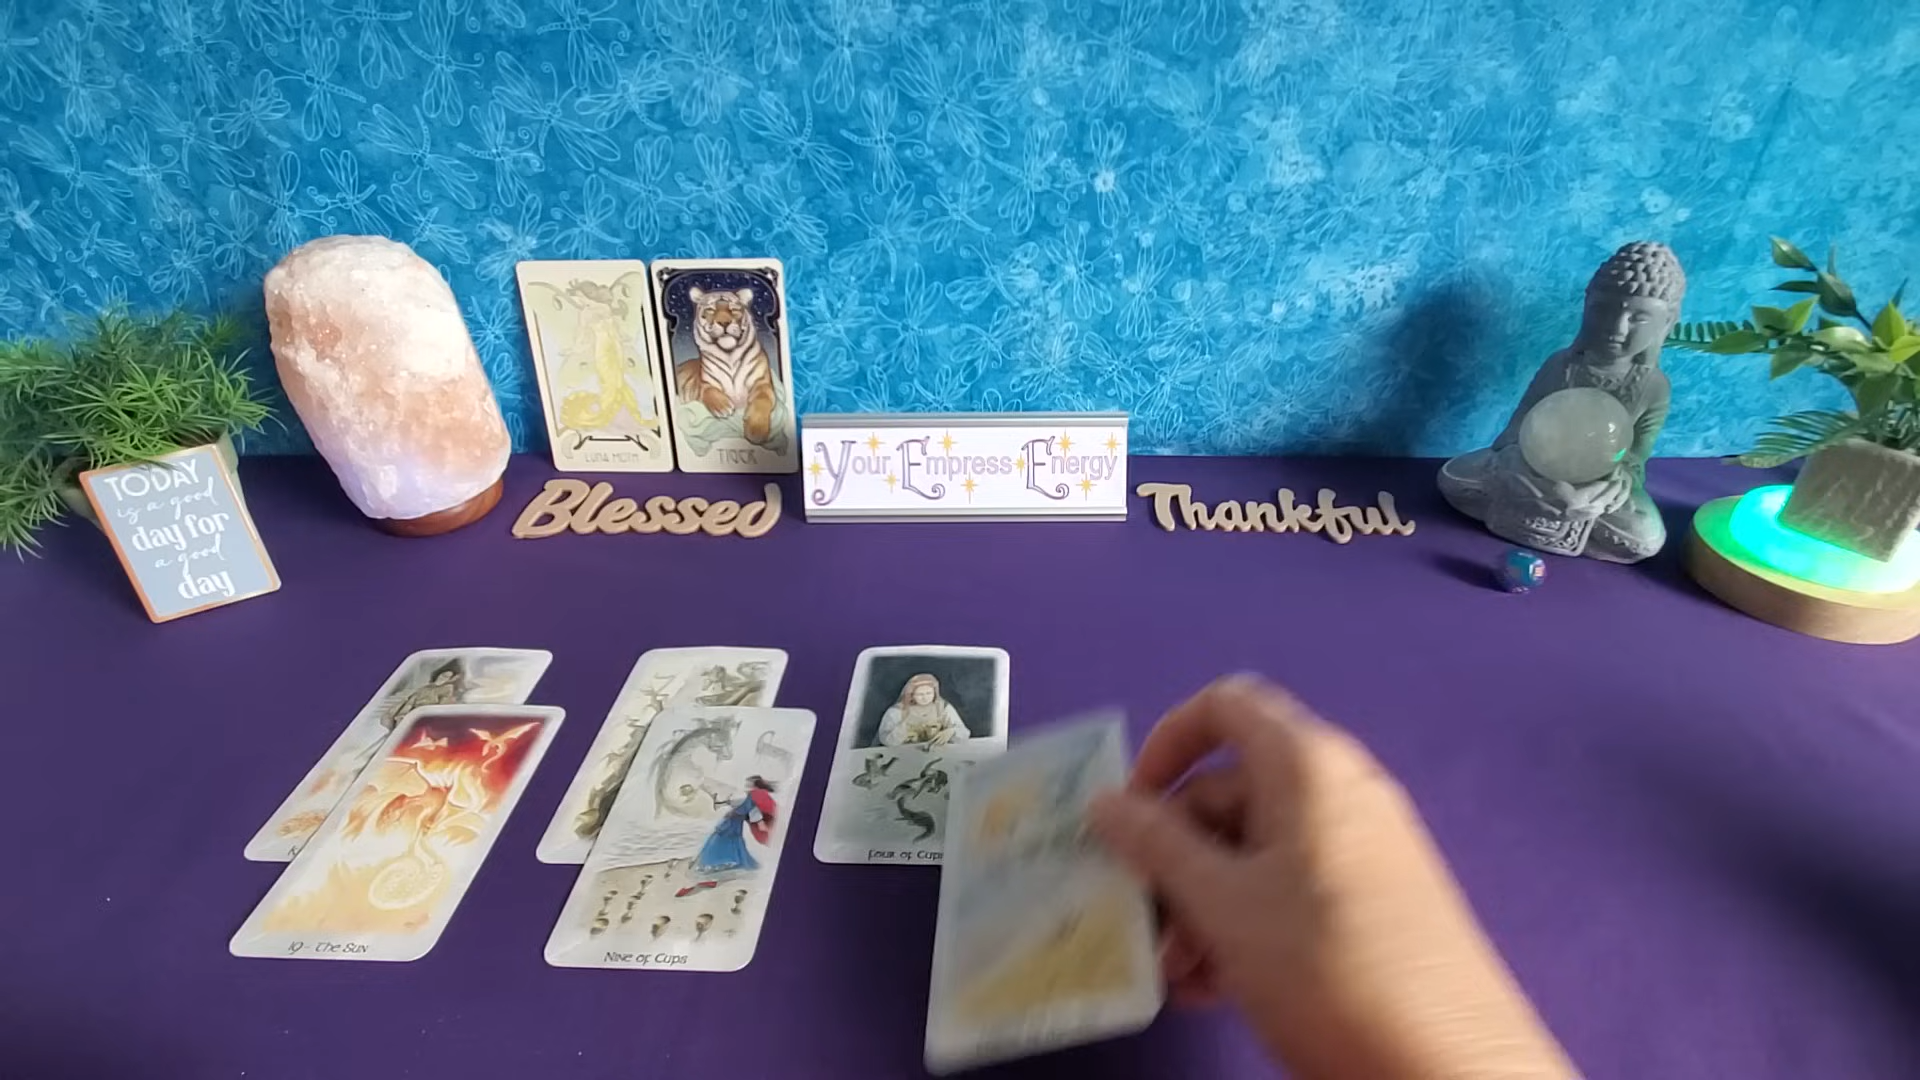 TODAY
is a good
day for
a good
day
LUNA MOTH
TIGER
Blessed
Your Empress Energy
Thankful
19 - The Sun
Nine of Cups
Four of Cups